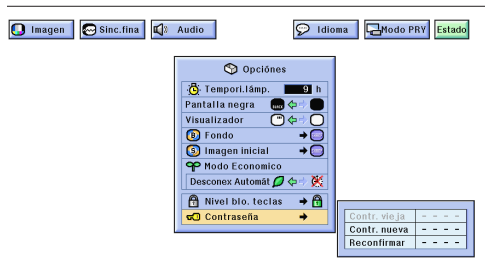 Imagen Sinc.fina Audio Idioma Modo PRY Estado
Opciónes
Tempori.lámp. 9 h
Pantalla negra
Visualizador
Fondo
Imagen inicial
Modo Economico
Desconex Automát
Nivel blo. teclas
Contraseña
Contr. vieja - - - -
Contr. nueva - - - -
Reconfirmar - - - -